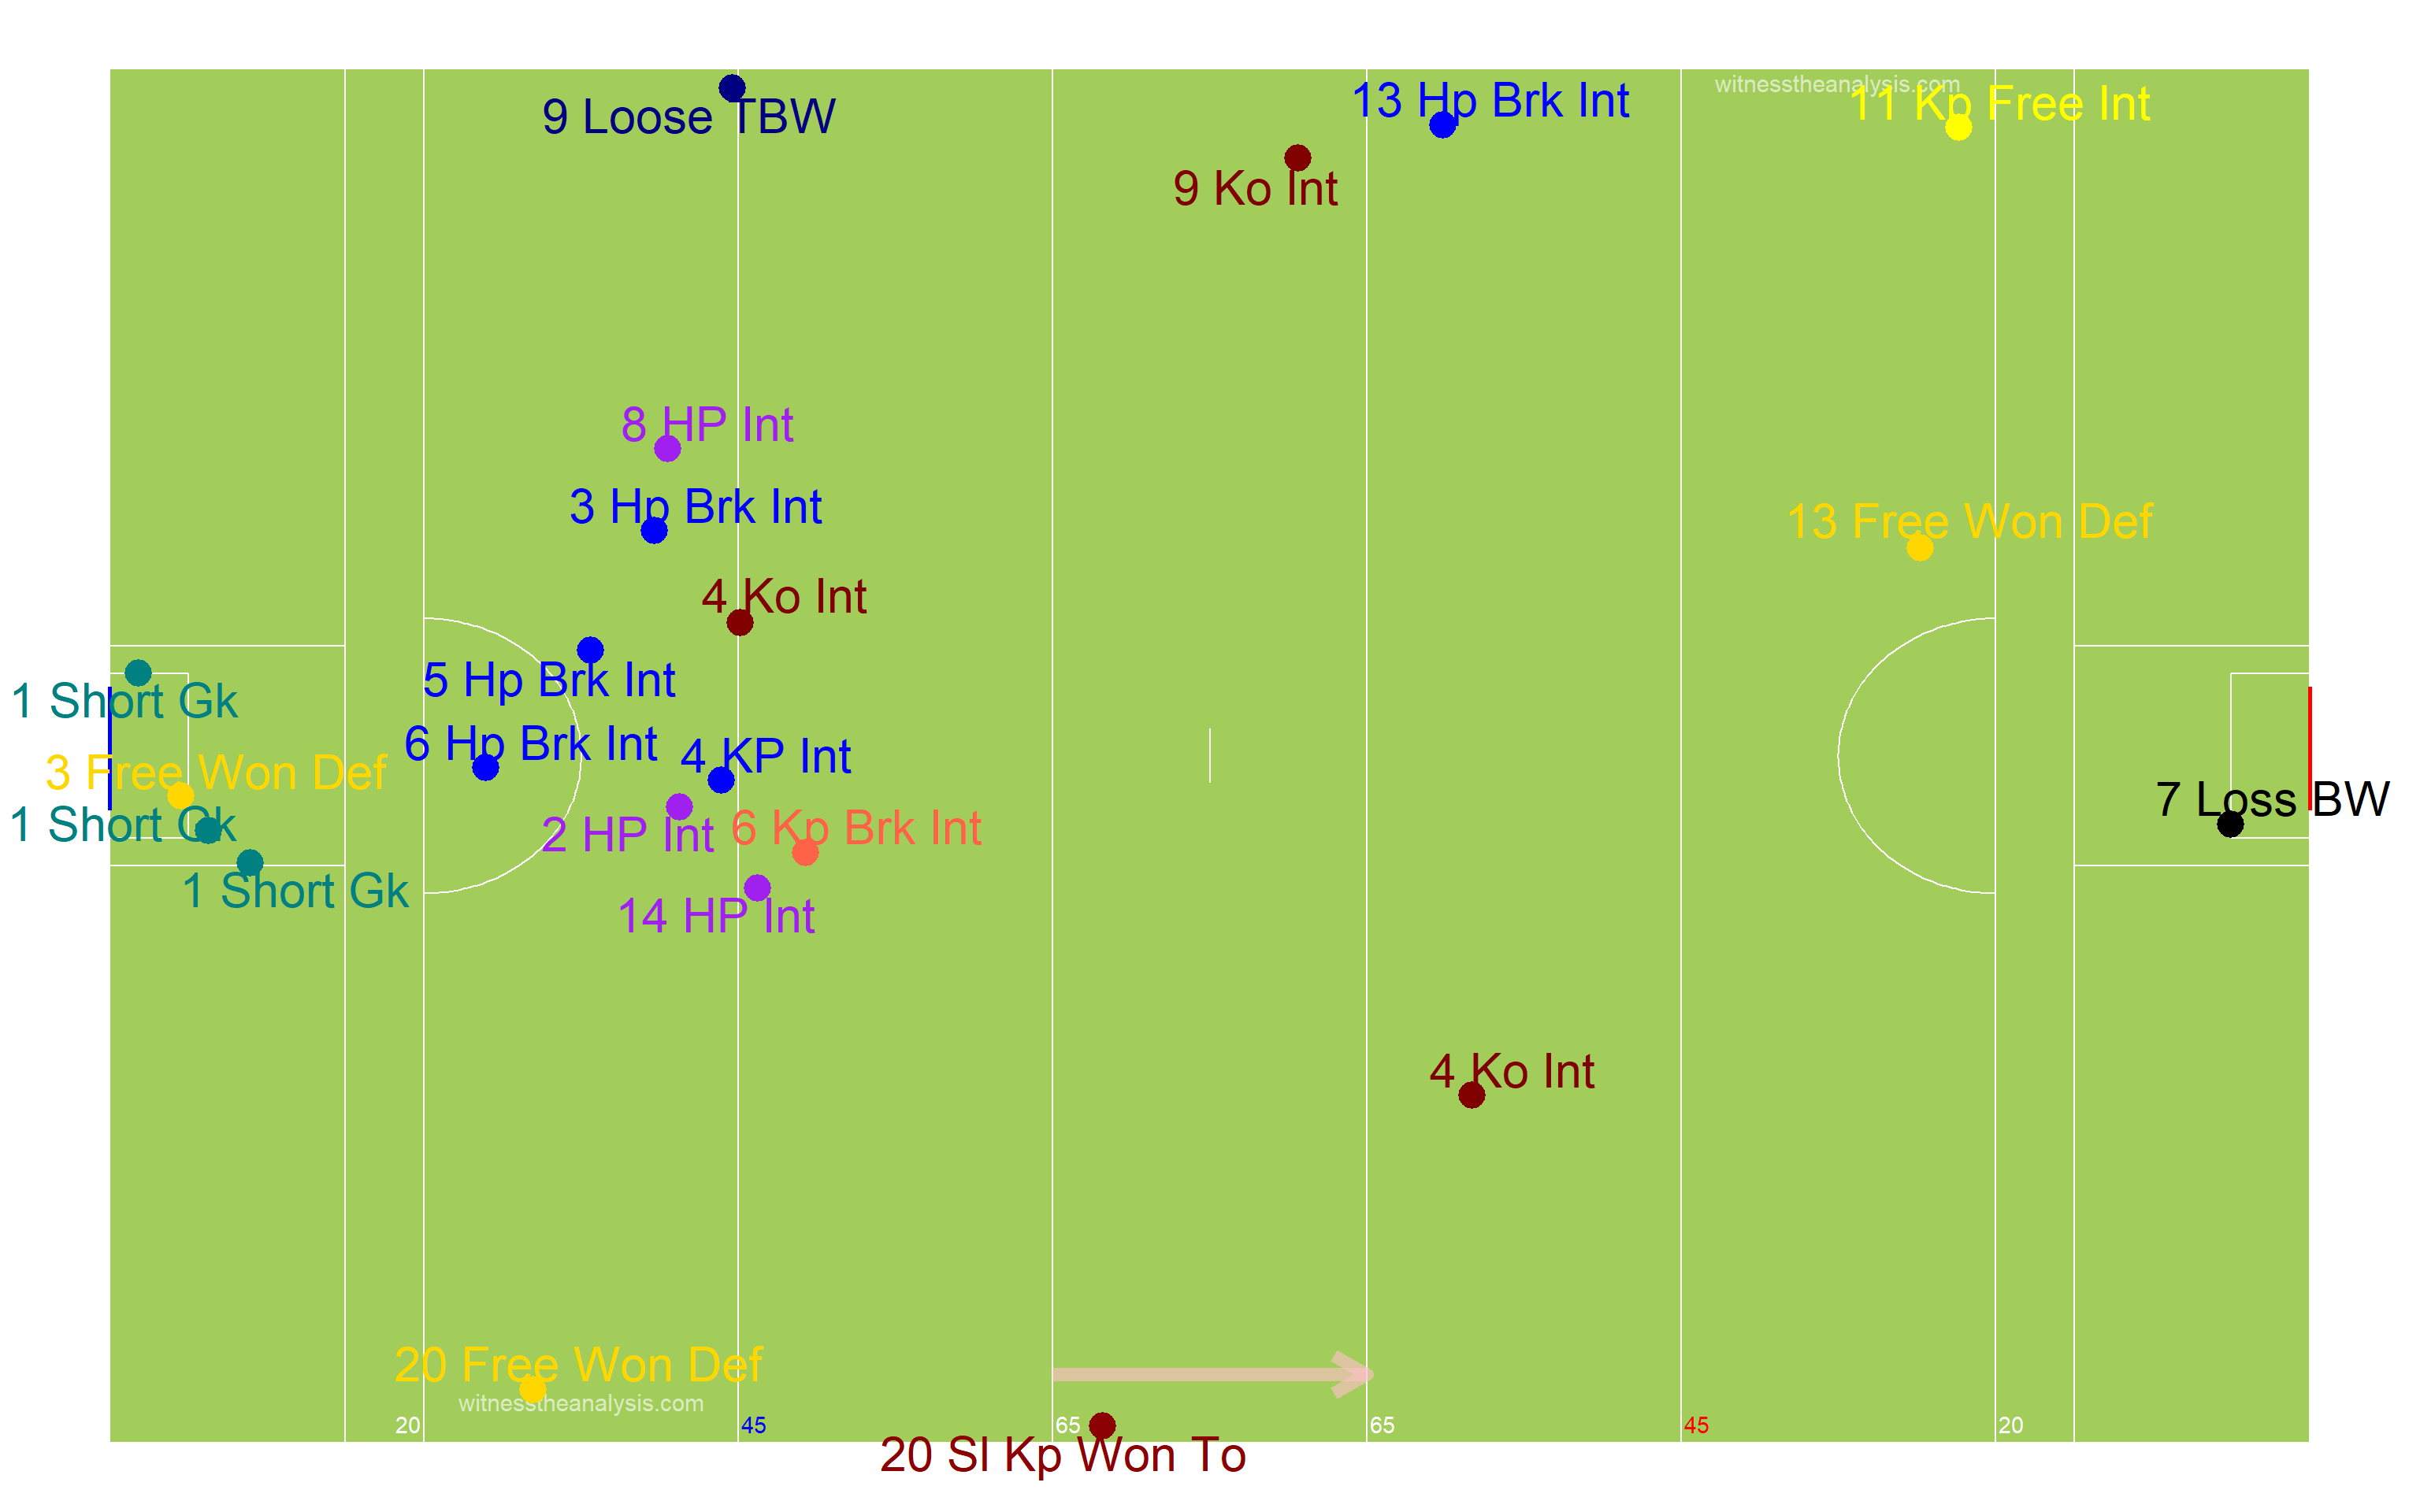 witnesstheanalysis.com
13 Hp Brk Int
11 Kp Free Int
9 Loose TBW
9 Ko Int
8 HP Int
3 Hp Brk Int
13 Free Won Def
4 Ko Int
5 Hp Brk Int
1 Short Gk
6 Hp Brk Int
4 KP Int
3 Free Won Def
7 Loss BW
1 Short Gk
2 HP Int
6 Kp Brk Int
1 Short Gk
14 HP Int
4 Ko Int
20 Free Won Def
witnesstheanalysis.com
20
45
65
65
45
20
20 Sl Kp Won To